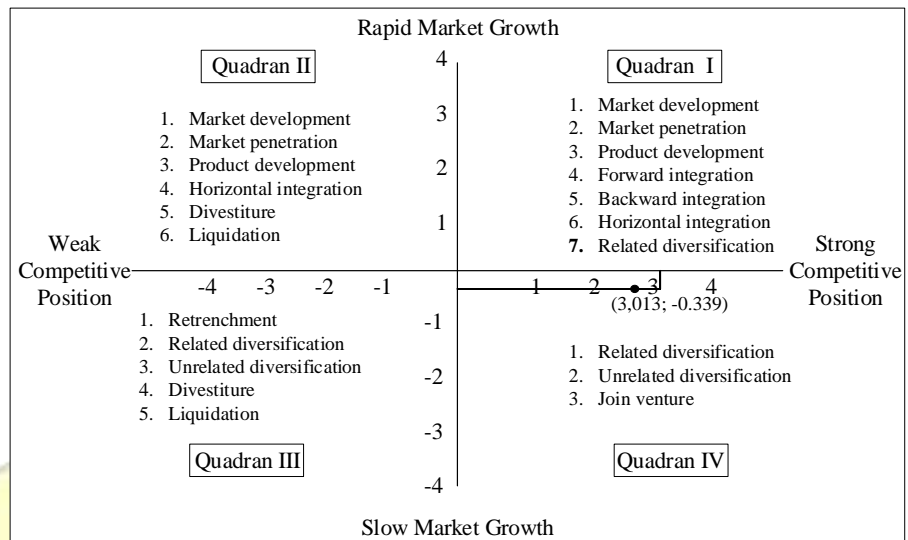 Rapid Market Growth
Quadran II
1. Market development
2. Market penetration
3. Product development
4. Horizontal integration
5. Divestiture
6. Liquidation
4
3
2
1
Quadran I
1. Market development
2. Market penetration
3. Product development
4. Forward integration
5. Backward integration
6. Horizontal integration
7. Related diversification
Weak
Competitive
Position
-4 -3 -2 -1 1 2 3 4
Strong
Competitive
Position
(3,013; -0.339)
1. Retrenchment
2. Related diversification
3. Unrelated diversification
4. Divestiture
5. Liquidation
Quadran III
-1
-2
-3
-4
1. Related diversification
2. Unrelated diversification
3. Join venture
Quadran IV
Slow Market Growth